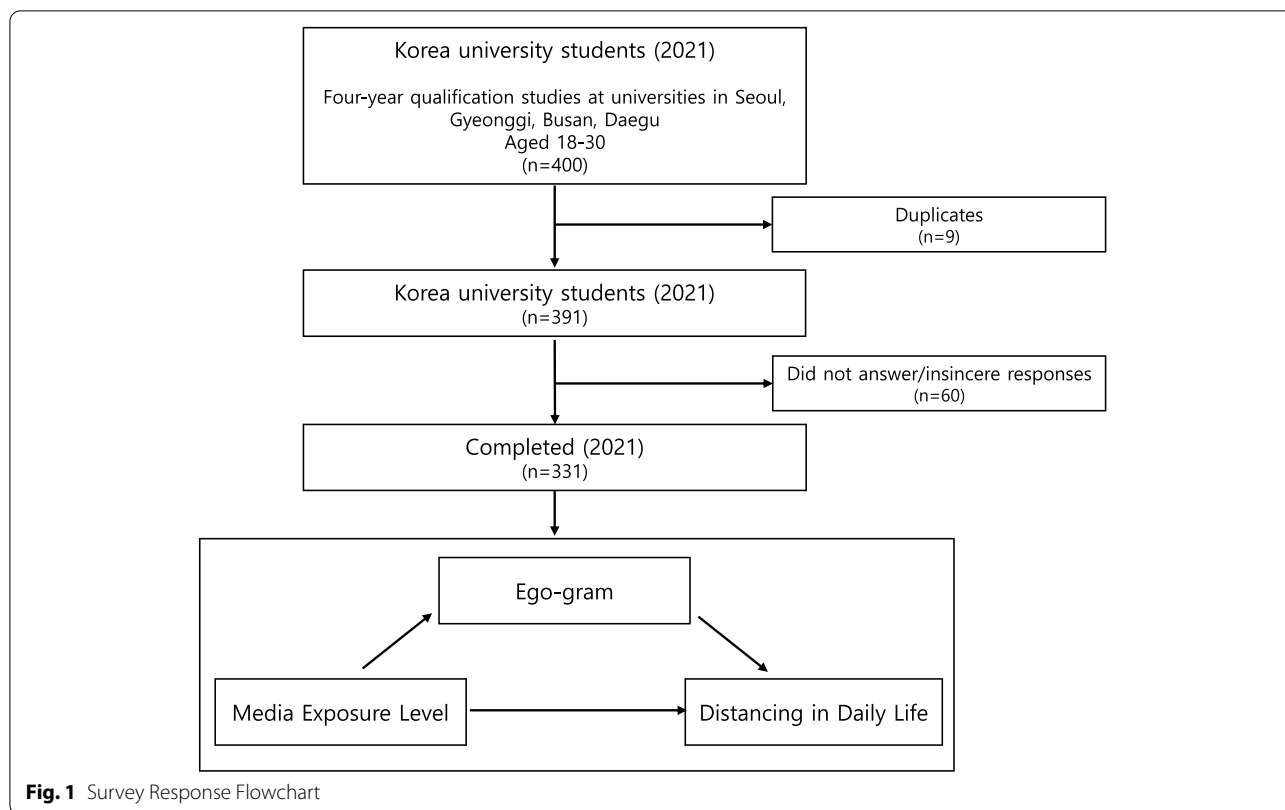 Korea university students (2021)
Four-year qualification studies at universities in Seoul,
Gyeonggi, Busan, Daegu
Aged 18-30
(n=400)
Duplicates
(n=9)
Korea university students (2021)
(n=391)
Did not answer/insincere responses
(n=60)
Completed (2021)
(n=331)
Ego-gram
Media Exposure Level
Distancing in Daily Life
Fig. 1 Survey Response Flowchart